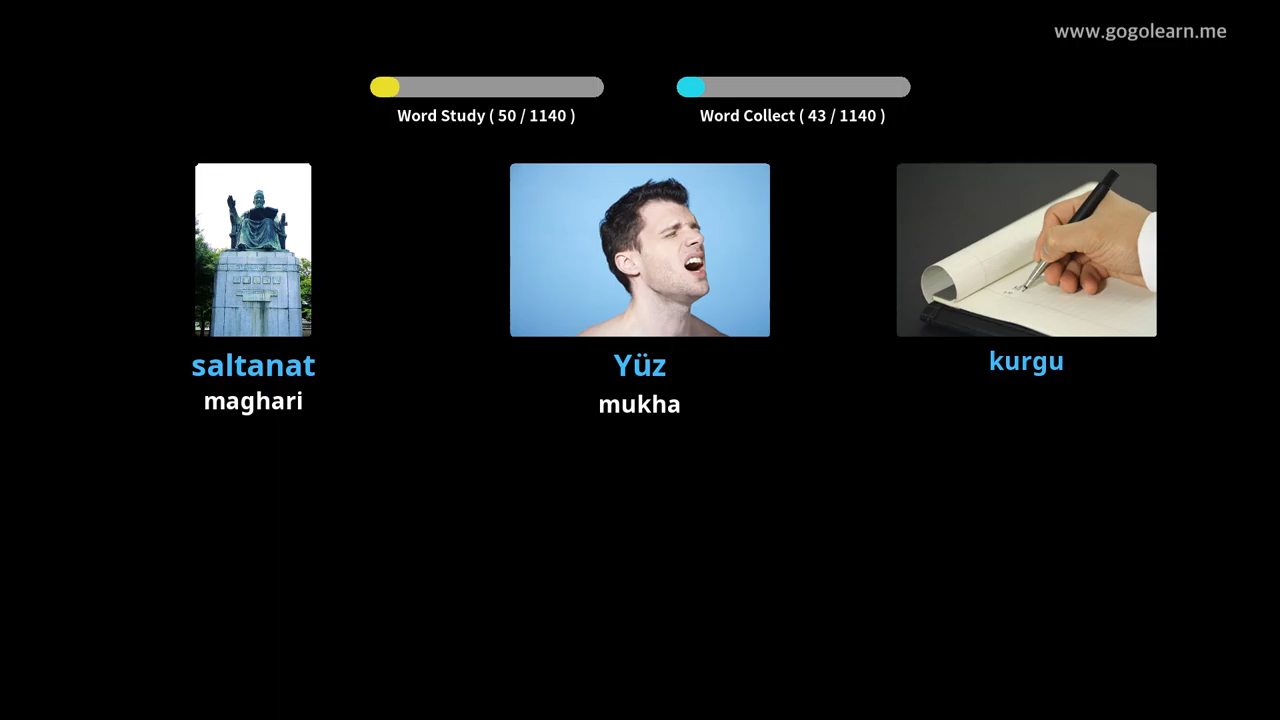 www.gogolearn.me
Word Study ( 50 / 1140 )
Word Collect ( 43 / 1140 )
saltanat
maghari
Yüz
mukha
kurgu